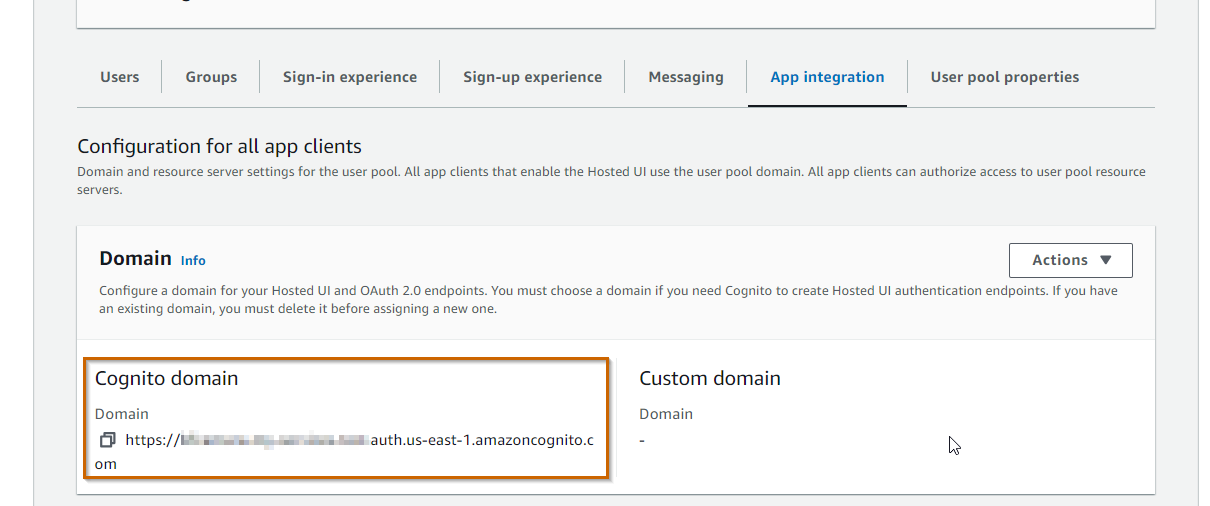 Users
Groups
Sign-in experience
Sign-up experience
Messaging
App integration
User pool properties
Configuration for all app clients
Domain and resource server settings for the user pool. All app clients that enable the Hosted UI use the user pool domain. All app clients can authorize access to user pool resource
servers.
Domain Info
Actions
Configure a domain for your Hosted UI and OAuth 2.0 endpoints. You must choose a domain if you need Cognito to create Hosted UI authentication endpoints. If you have
an existing domain, you must delete it before assigning a new one.
Cognito domain
Domain
https:// auth.us-east-1.amazoncognito.c
om
Custom domain
Domain
-